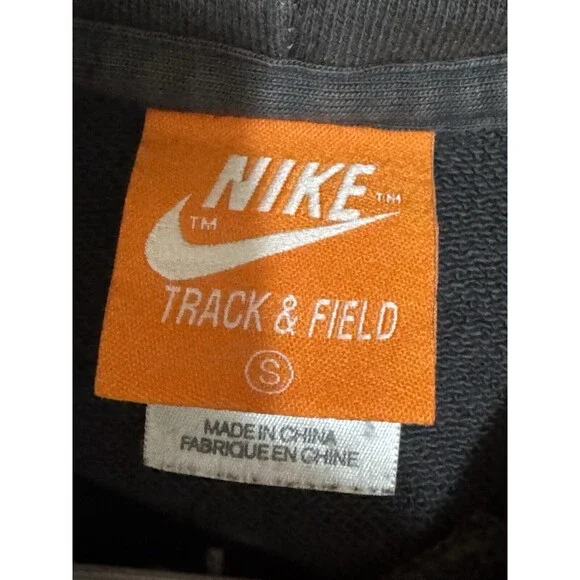 NIKE TM
TM
TRACK & FIELD
S
MADE IN CHINA
FABRIQUE EN CHINE